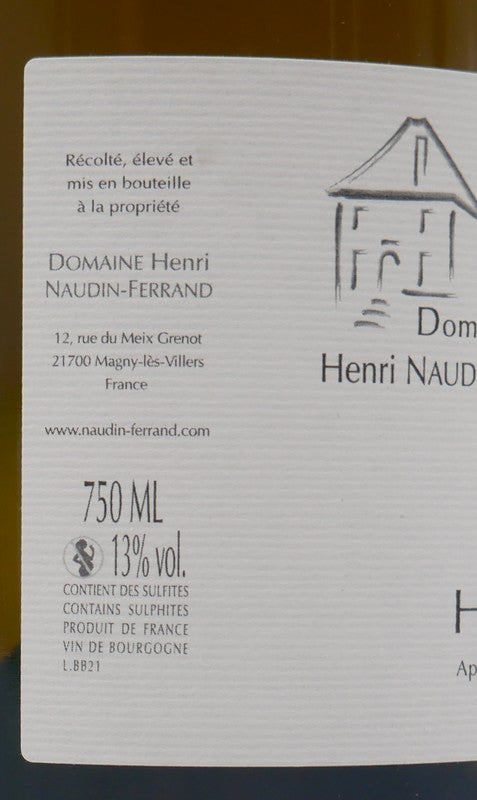 Récolté, élevé et
mis en bouteille
à la propriété
DOMAINE Henri
NAUDIN-FERRAND
12, rue du Meix Grenot
21700 Magny-lès-Villers
France
www.naudin-ferrand.com
750 ML
13% vol.
CONTIENT DES SULFITES
CONTAINS SULPHITES
PRODUIT DE FRANCE
VIN DE BOURGOGNE
L.BB21
Dom
Henri NAUD
H
Ap